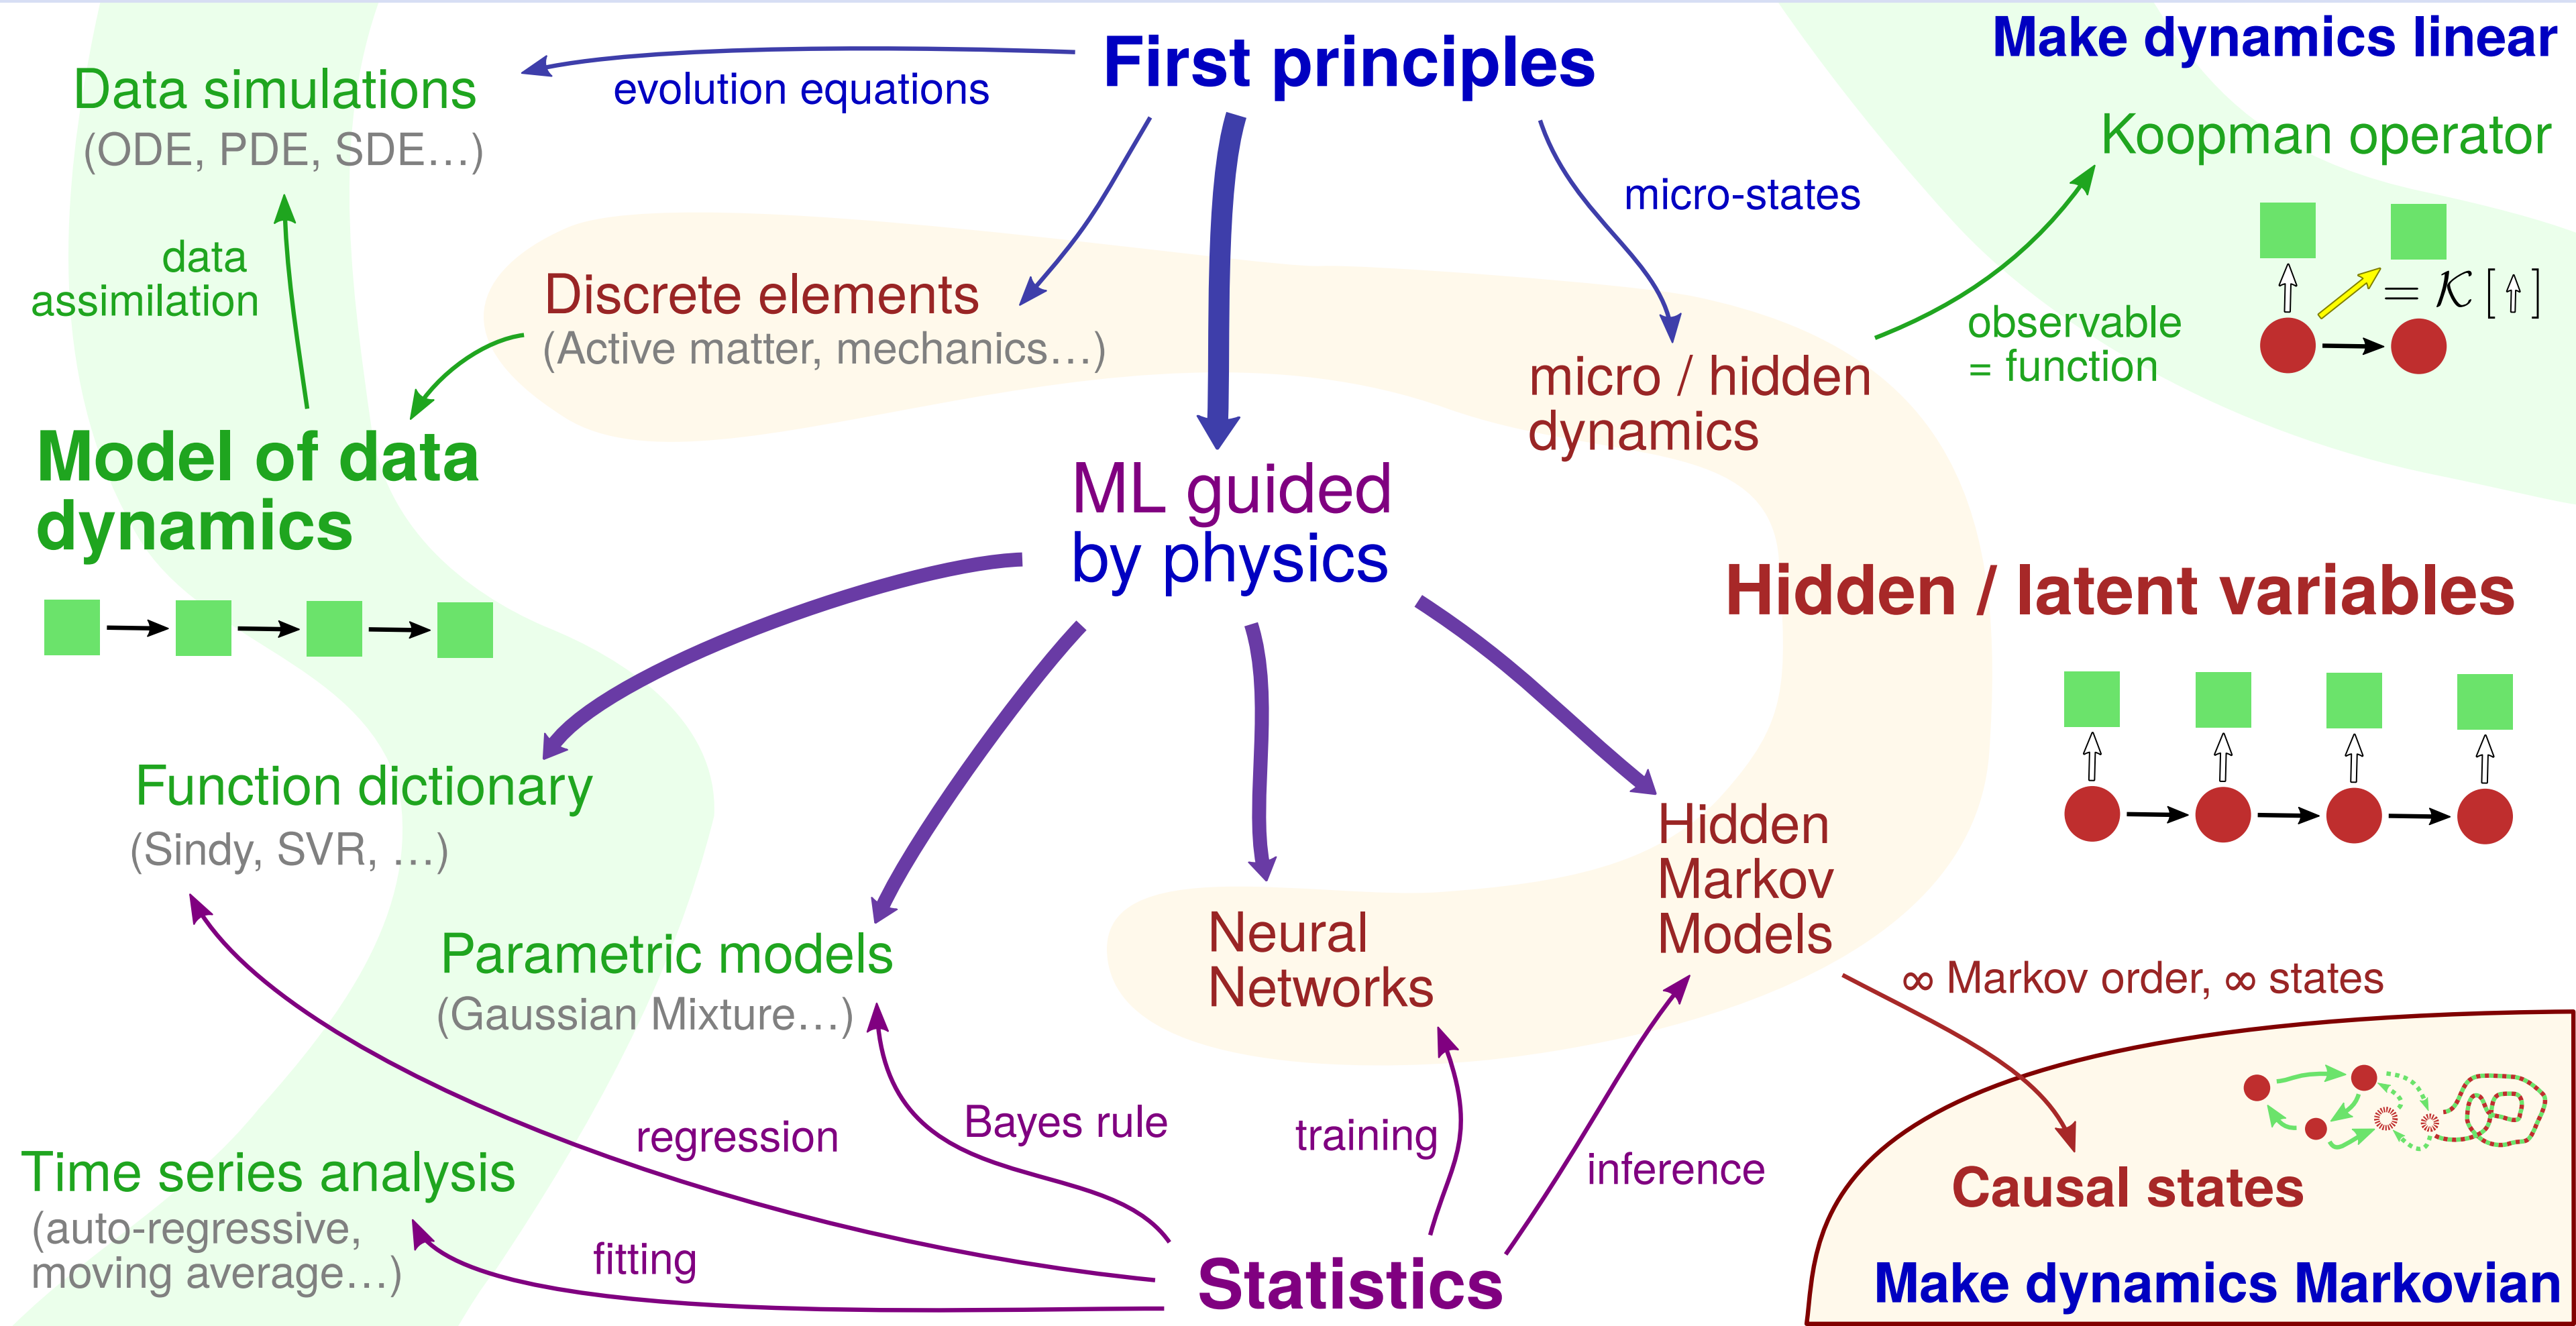 First principles
Make dynamics linear
Data simulations
(ODE, PDE, SDE…)
evolution equations
Koopman operator
micro-states
data
assimilation
Discrete elements
(Active matter, mechanics…)
= 𝒦 [⇧]
observable
= function
micro / hidden
dynamics
Model of data
dynamics
ML guided
by physics
Hidden / latent variables
Function dictionary
(Sindy, SVR, …)
Hidden
Markov
Models
Parametric models
(Gaussian Mixture…)
Neural
Networks
∞ Markov order, ∞ states
regression
Bayes rule
training
inference
Time series analysis
(auto-regressive,
moving average…)
fitting
Statistics
Causal states
Make dynamics Markovian